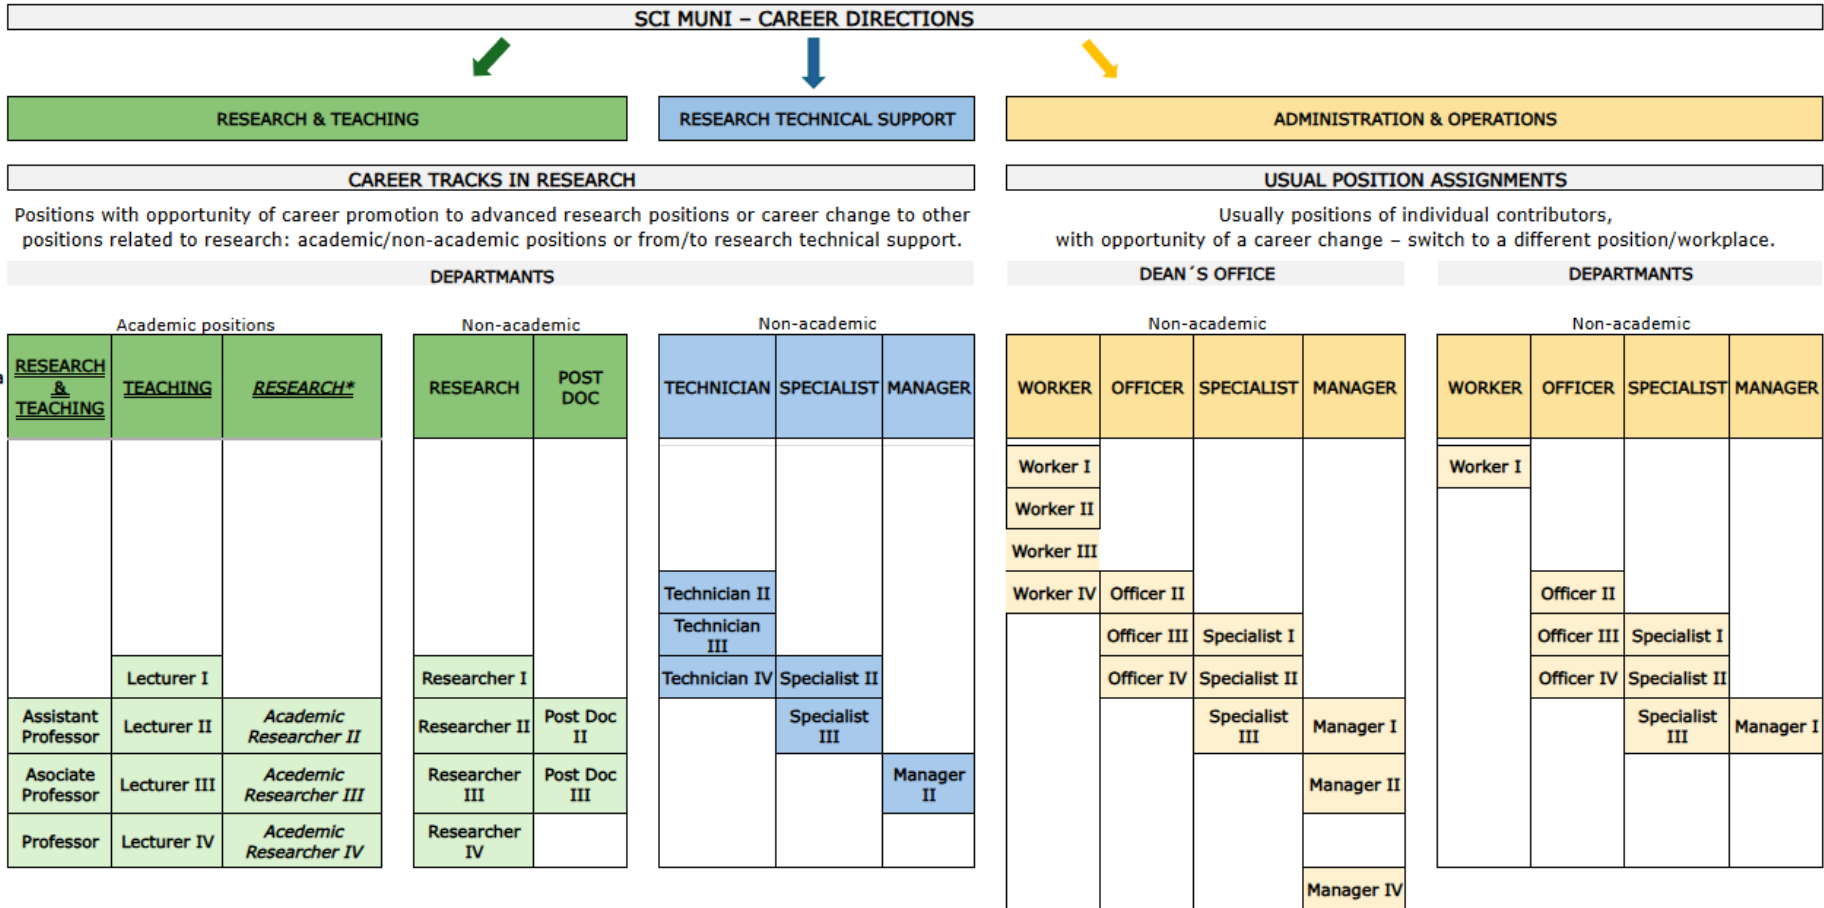 SCI MUNI – CAREER DIRECTIONS
RESEARCH & TEACHING
RESEARCH TECHNICAL SUPPORT
ADMINISTRATION & OPERATIONS
CAREER TRACKS IN RESEARCH
USUAL POSITION ASSIGNMENTS
Positions with opportunity of career promotion to advanced research positions or career change to other
positions related to research: academic/non-academic positions or from/to research technical support.
Usually positions of individual contributors,
with opportunity of a career change – switch to a different position/workplace.
DEPARTMANTS
DEAN´S OFFICE
DEPARTMANTS
Academic positions
Non-academic
Non-academic
Non-academic
Non-academic
RESEARCH
&
TEACHING
TEACHING
RESEARCH*
RESEARCH
POST
DOC
TECHNICIAN
SPECIALIST
MANAGER
WORKER
OFFICER
SPECIALIST
MANAGER
WORKER
OFFICER
SPECIALIST
MANAGER
Worker I
Worker I
Worker II
Worker III
Technician II
Worker IV
Officer II
Officer II
Technician
III
Officer III
Specialist I
Officer III
Specialist I
Lecturer I
Researcher I
Technician IV
Specialist II
Officer IV
Specialist II
Officer IV
Specialist II
Assistant
Professor
Lecturer II
Academic
Researcher II
Researcher II
Post Doc
II
Specialist
III
Specialist
III
Manager I
Specialist
III
Manager I
Asociate
Professor
Lecturer III
Acedemic
Researcher III
Researcher
III
Post Doc
III
Manager
II
Manager II
Professor
Lecturer IV
Acedemic
Researcher IV
Researcher
IV
Manager IV